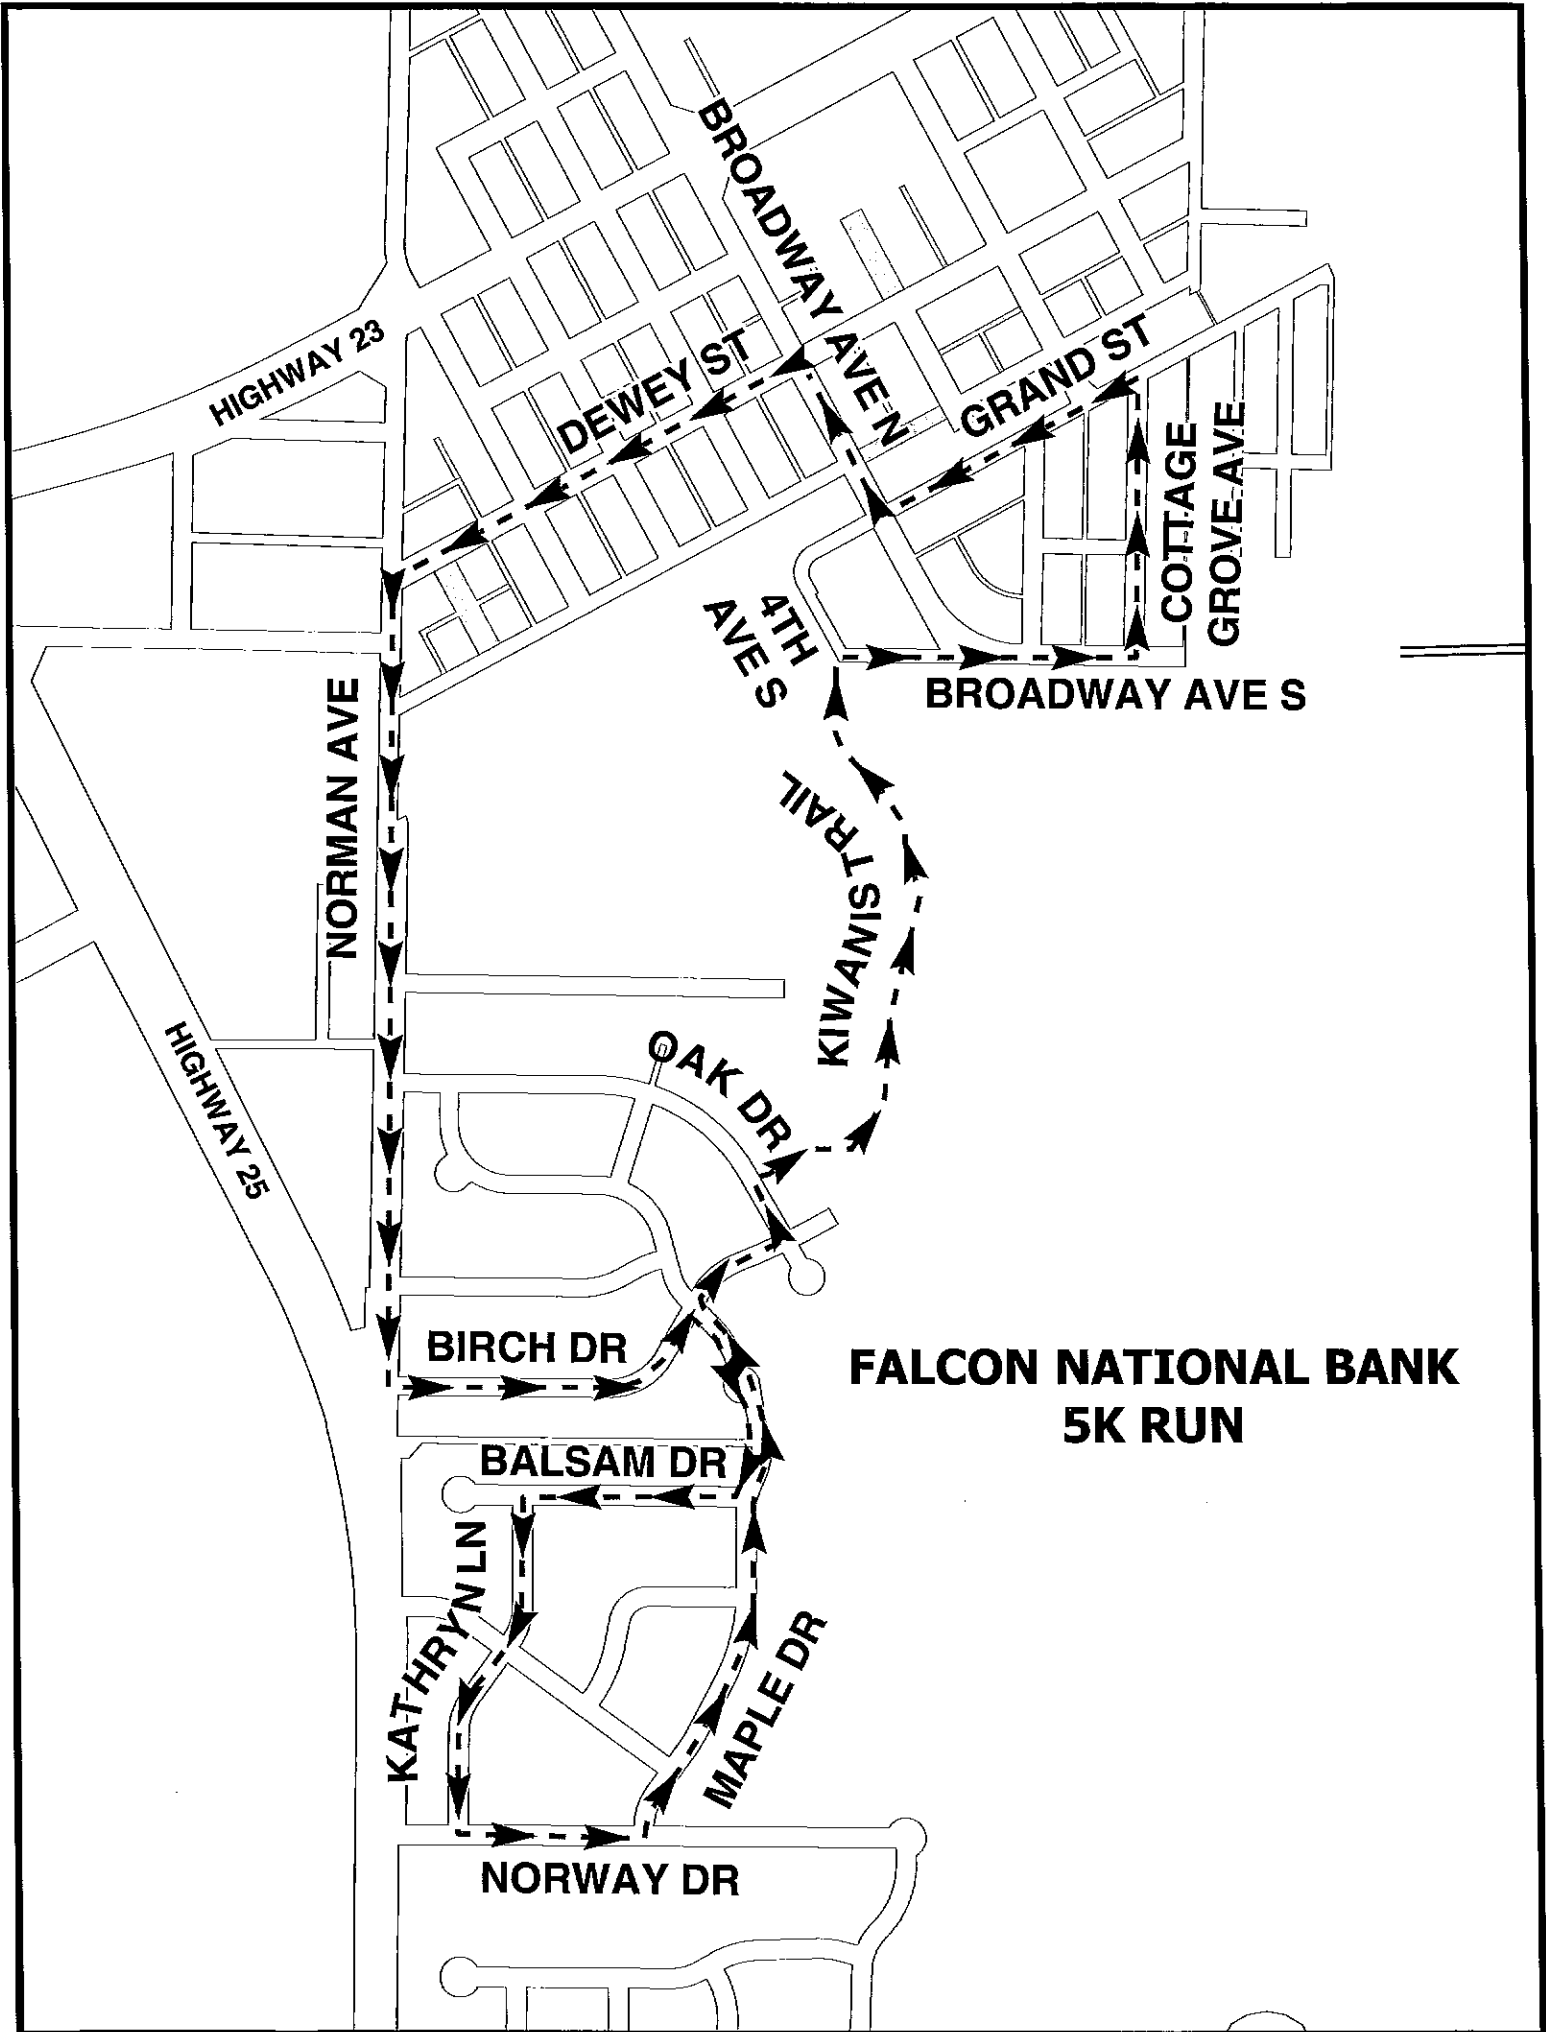 BROADWAY AVE N
HIGHWAY 23
DEWEY ST
GRAND ST
COTTAGE
GROVE AVE
4TH
AVE S
BROADWAY AVE S
NORMAN AVE
KIWANIS TRAIL
OAK DR
HIGHWAY 25
BIRCH DR
FALCON NATIONAL BANK
5K RUN
BALSAM DR
KATHRYN LN
MAPLE DR
NORWAY DR